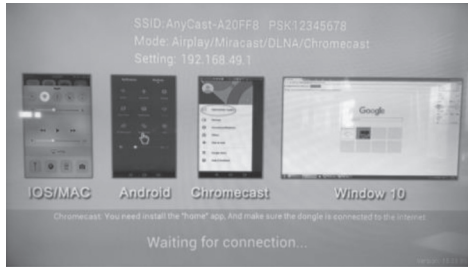 SSID:AnyCast-A20FF8 PSK12345678
Mode: Airplay/Miracast/DLNA/Chromecast
Setting: 192.168.49.1
Google
IOS/MAC Android Chromecast Window 10
Chromecast: You need install the "home" app, And make sure the dongle is connected to the internet
Waiting for connection...